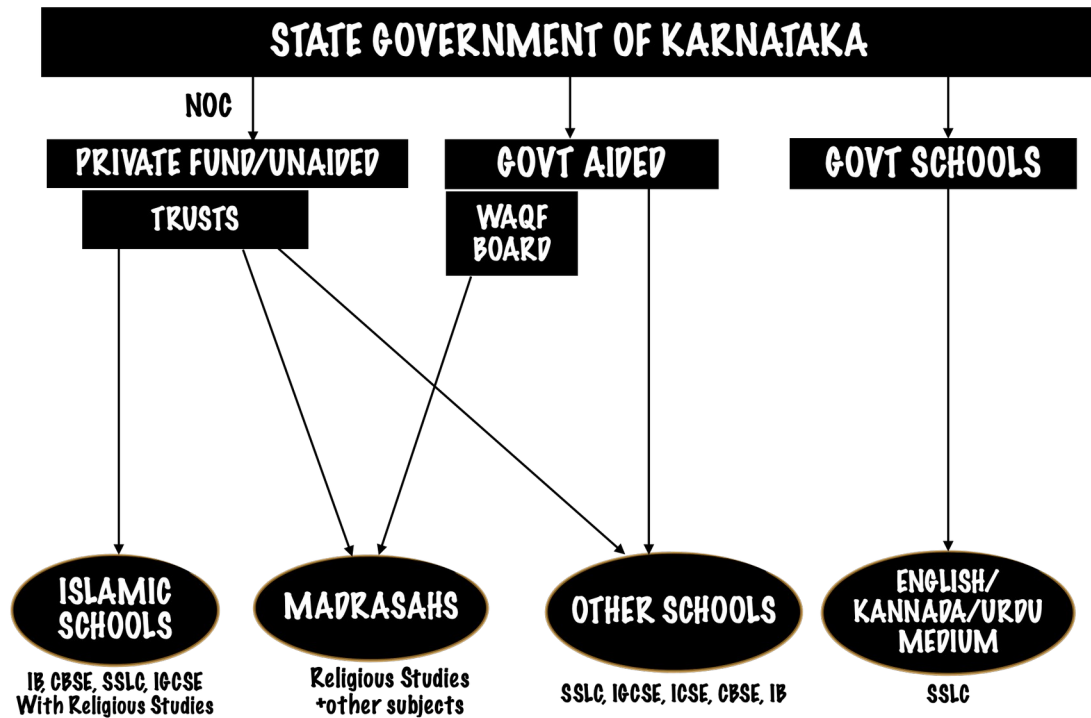 STATE GOVERNMENT OF KARNATAKA
NOC
PRIVATE FUND/UNAIDED
GOVT AIDED
GOVT SCHOOLS
TRUSTS
WAQF
BOARD
ISLAMIC
SCHOOLS
MADRASAHS
OTHER SCHOOLS
ENGLISH/
KANNADA/URDU
MEDIUM
IB, CBSE, SSLC, IGCSE
With Religious Studies
Religious Studies
+other subjects
SSLC, IGCSE, ICSE, CBSE, IB
SSLC